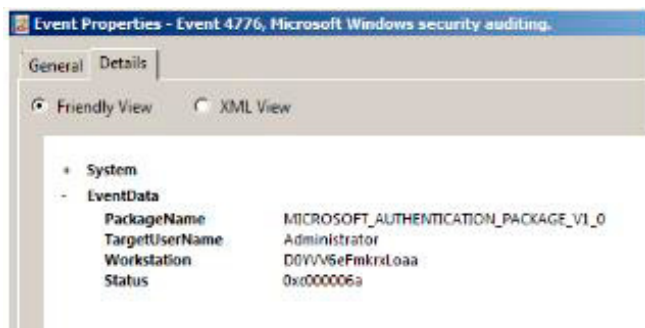 Event Properties - Event 4776, Microsoft Windows security auditing.
General Details
Friendly View XML View
+ System
- EventData
PackageName MICROSOFT_AUTHENTICATION_PACKAGE_V1_0
TargetUserName Administrator
Workstation D0YVV6eFmkrxLoaa
Status 0xc000006a